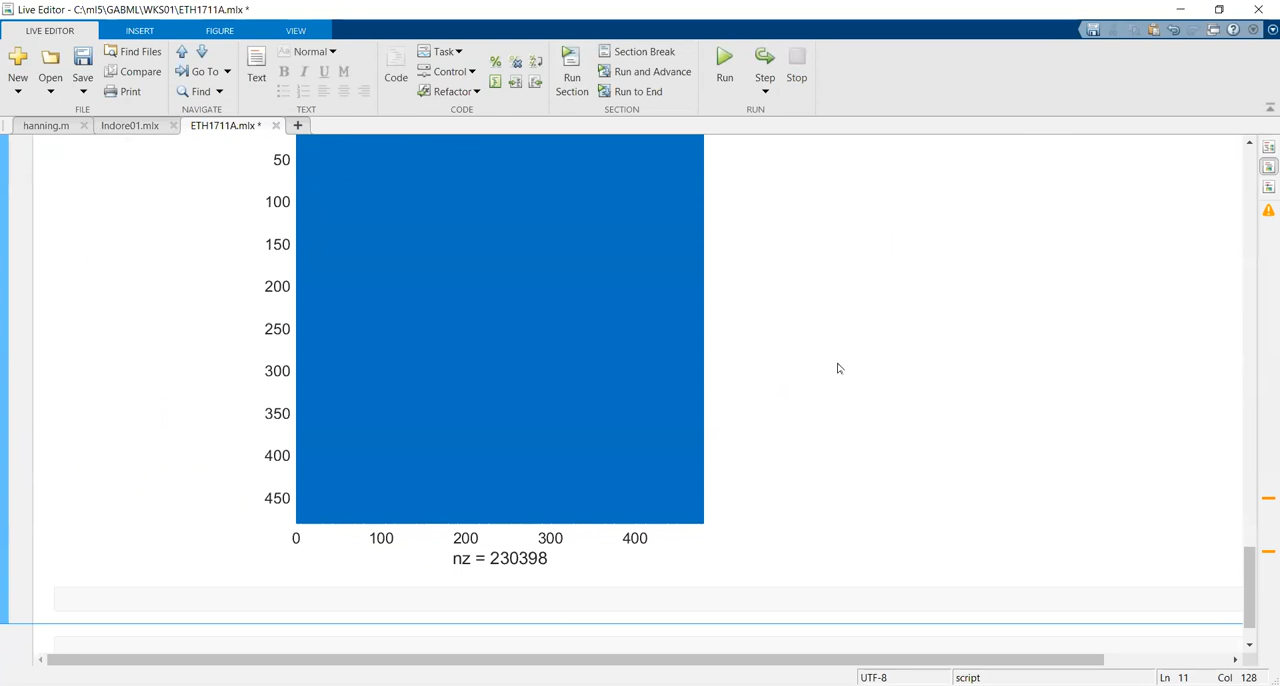 Live Editor - C:\ml5\GABML\WKS01\ETH1711A.mlx *
LIVE EDITOR INSERT FIGURE VIEW
New
Open
Save
Find Files
Compare
Print
FILE
Go To
Find
NAVIGATE
Text
Aa Normal
B I U M
TEXT
Code
Task
Control
Refactor
CODE
Run
Section
Section Break
Run and Advance
Run to End
SECTION
Run
Step
Stop
RUN
hanning.m Indore01.mlx ETH1711A.mlx *
50
100
150
200
250
300
350
400
450
0 100 200 300 400
nz = 230398
UTF-8 script Ln 11 Col 128